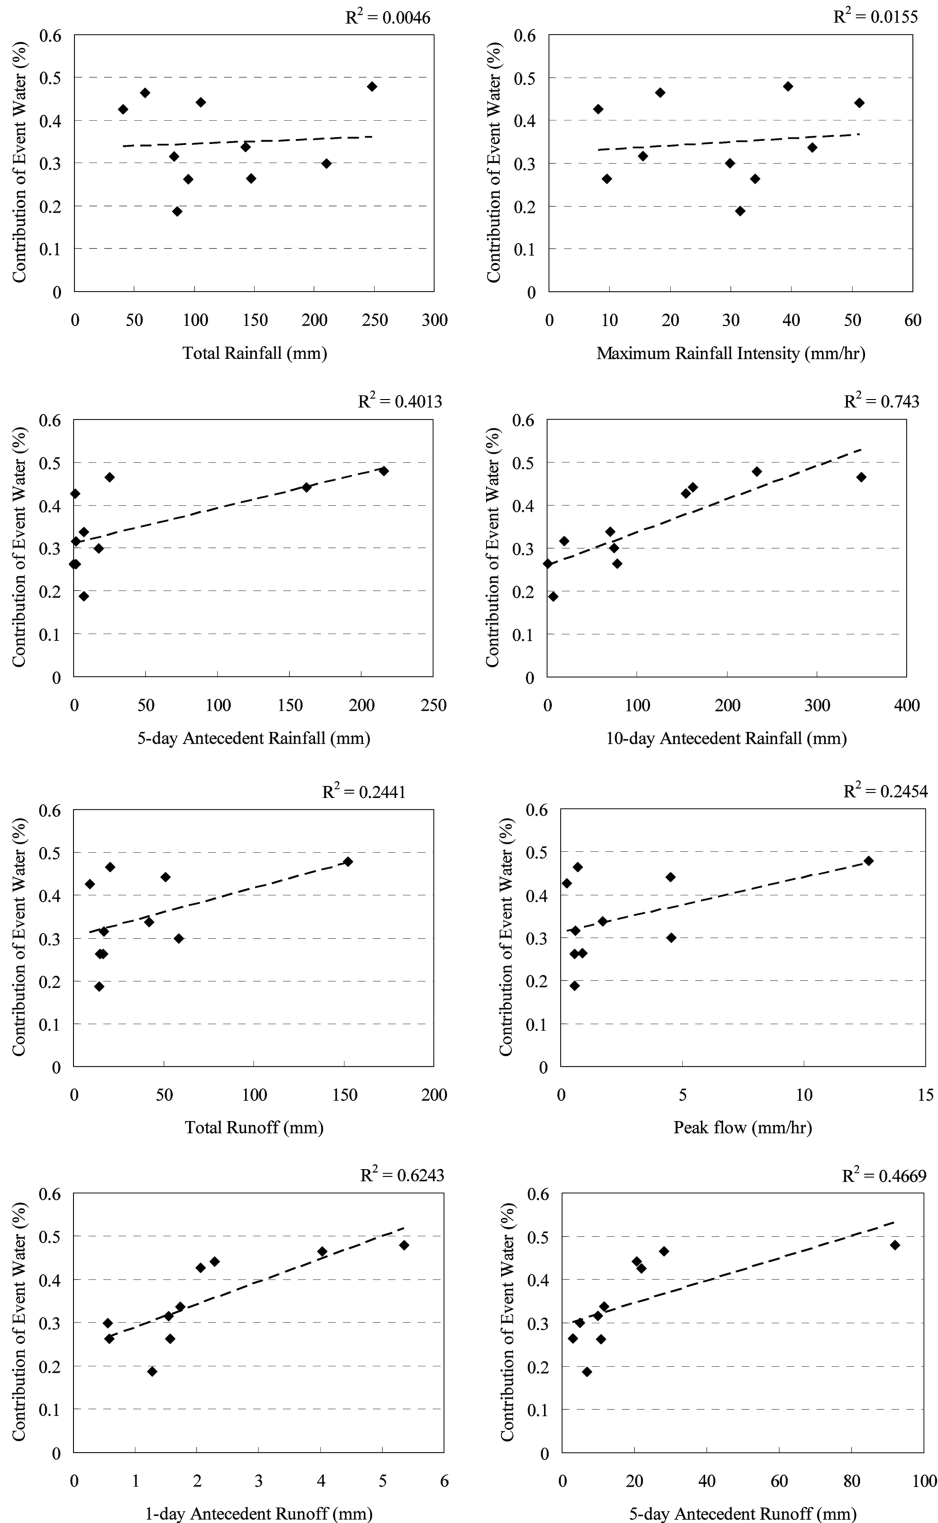 R² = 0.0046
Contribution of Event Water (%)
0.6
0.5
0.4
0.3
0.2
0.1
0
0 50 100 150 200 250 300
Total Rainfall (mm)
R² = 0.0155
Contribution of Event Water (%)
0.6
0.5
0.4
0.3
0.2
0.1
0
0 10 20 30 40 50 60
Maximum Rainfall Intensity (mm/hr)
R² = 0.4013
Contribution of Event Water (%)
0.6
0.5
0.4
0.3
0.2
0.1
0
0 50 100 150 200 250
5-day Antecedent Rainfall (mm)
R² = 0.743
Contribution of Event Water (%)
0.6
0.5
0.4
0.3
0.2
0.1
0
0 100 200 300 400
10-day Antecedent Rainfall (mm)
R² = 0.2441
Contribution of Event Water (%)
0.6
0.5
0.4
0.3
0.2
0.1
0
0 50 100 150 200
Total Runoff (mm)
R² = 0.2454
Contribution of Event Water (%)
0.6
0.5
0.4
0.3
0.2
0.1
0
0 5 10 15
Peak flow (mm/hr)
R² = 0.6243
Contribution of Event Water (%)
0.6
0.5
0.4
0.3
0.2
0.1
0
0 1 2 3 4 5 6
1-day Antecedent Runoff (mm)
R² = 0.4669
Contribution of Event Water (%)
0.6
0.5
0.4
0.3
0.2
0.1
0
0 20 40 60 80 100
5-day Antecedent Runoff (mm)